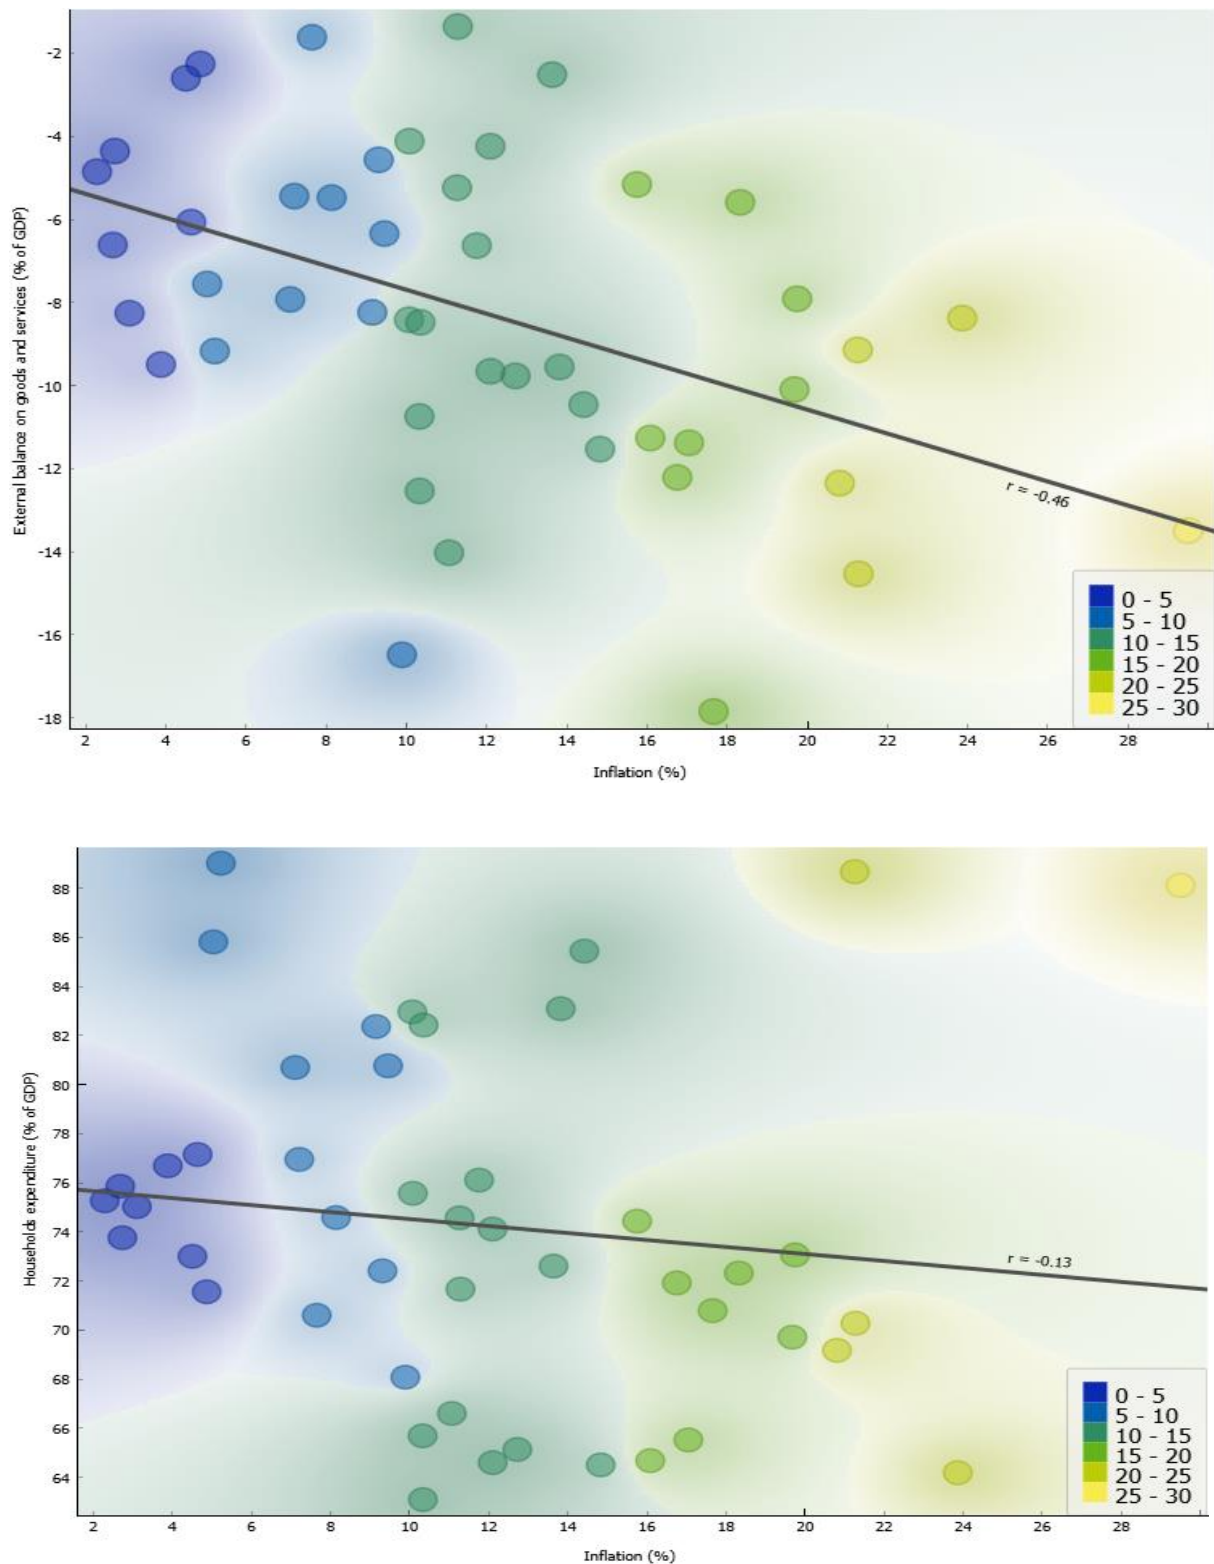 -2
-4
-6
-8
-10
-12
-14
-16
-18
External balance on goods and services (% of GDP)
r = -0.46
0 - 5
5 - 10
10 - 15
15 - 20
20 - 25
25 - 30
2 4 6 8 10 12 14 16 18 20 22 24 26 28
Inflation (%)
88
86
84
82
80
78
76
74
72
70
68
66
64
Households expenditure (% of GDP)
r = -0.13
0 - 5
5 - 10
10 - 15
15 - 20
20 - 25
25 - 30
2 4 6 8 10 12 14 16 18 20 22 24 26 28
Inflation (%)